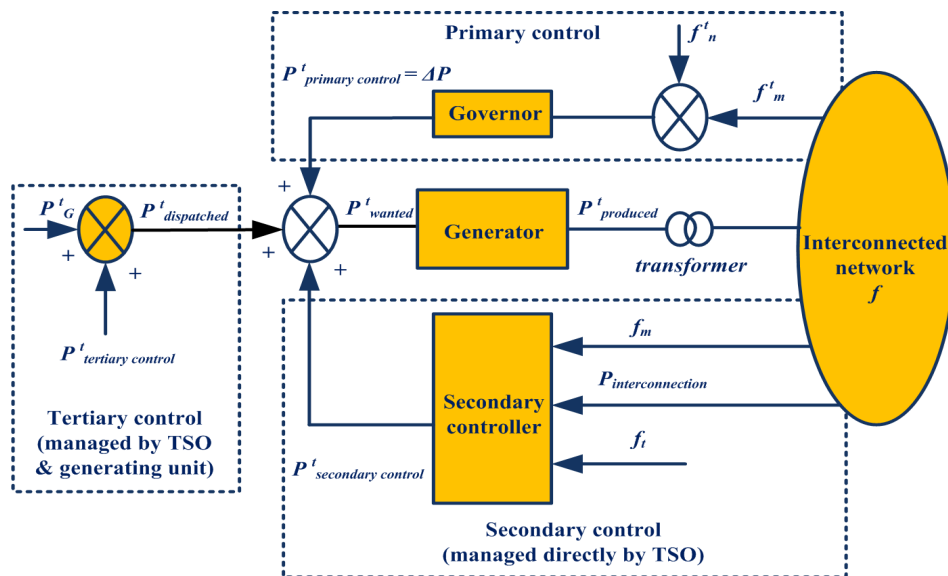 Primary control
f^t_n
P^t_primary control = ΔP
f^t_m
Governor
+
P^t_G
P^t_dispatched
+
+
+
+
+
P^t_wanted
Generator
P^t_produced
transformer
Interconnected
network
f
P^t_tertiary control
Tertiary control
(managed by TSO
& generating unit)
Secondary
controller
f_m
P_interconnection
f_t
P^t_secondary control
Secondary control
(managed directly by TSO)